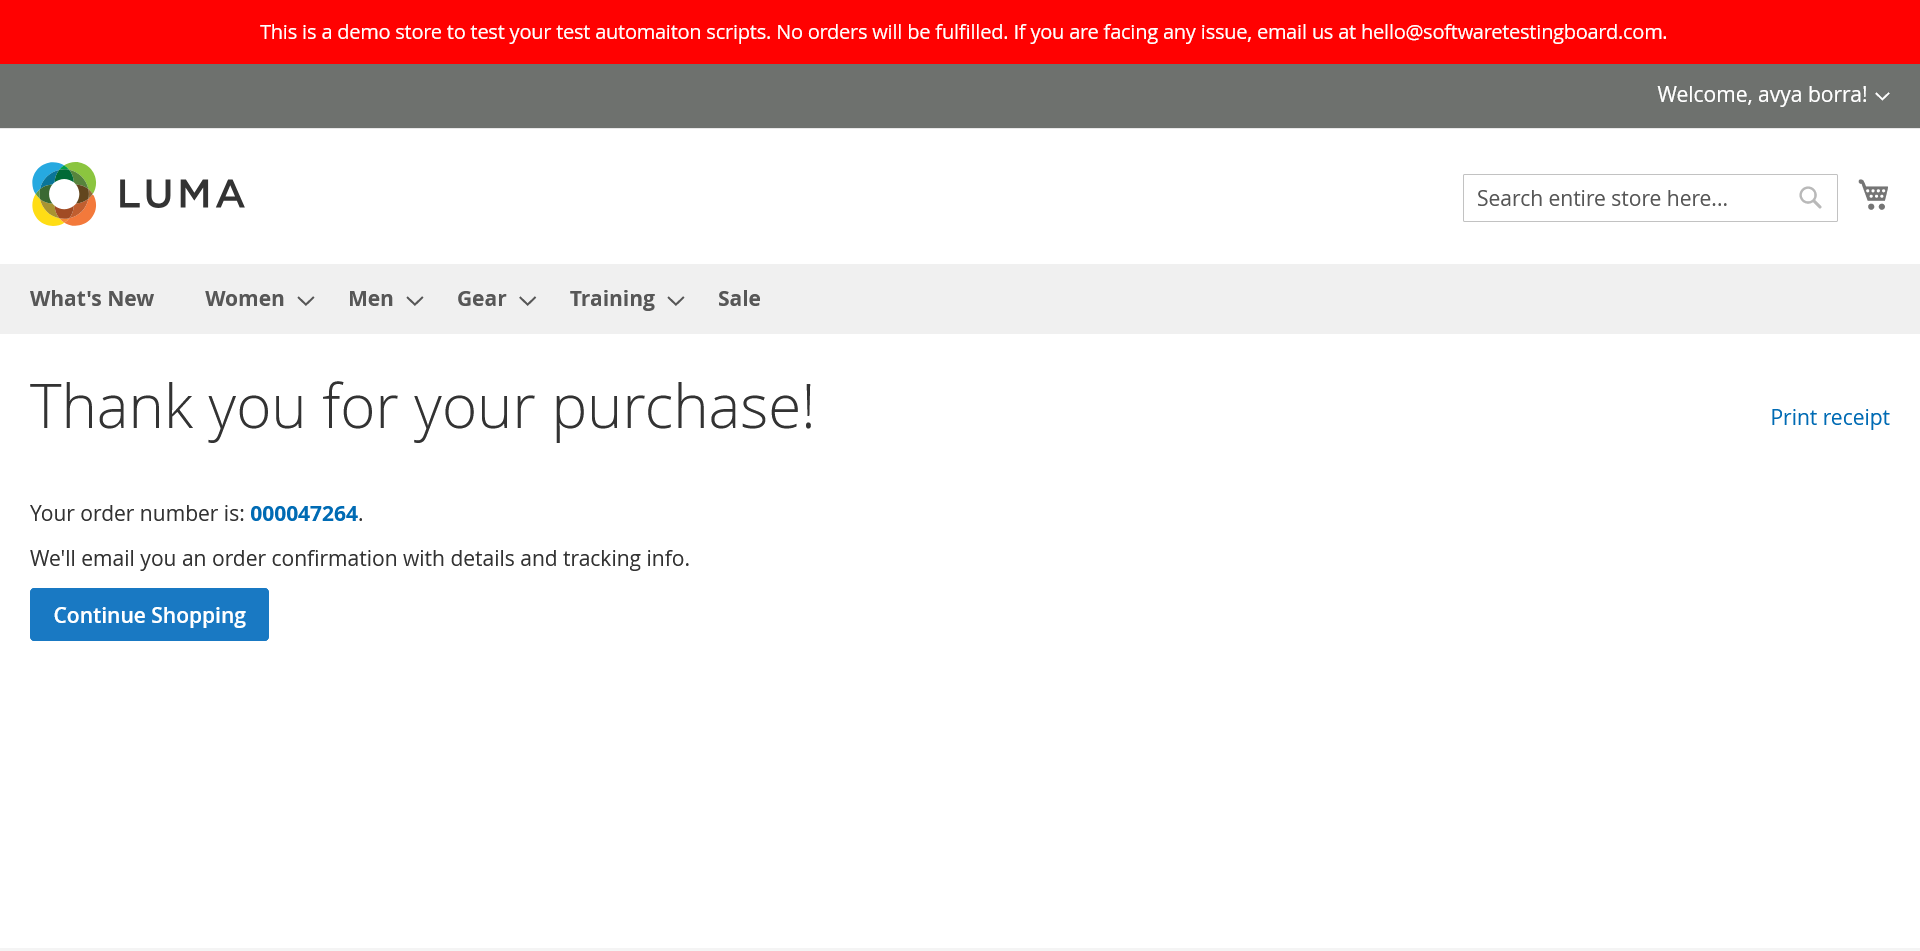 This is a demo store to test your test automaiton scripts. No orders will be fulfilled. If you are facing any issue, email us at hello@softwaretestingboard.com.
Welcome, avya borra!
LUMA
Search entire store here...
What's New Women Men Gear Training Sale
Thank you for your purchase!
Print receipt
Your order number is: 000047264.
We'll email you an order confirmation with details and tracking info.
Continue Shopping